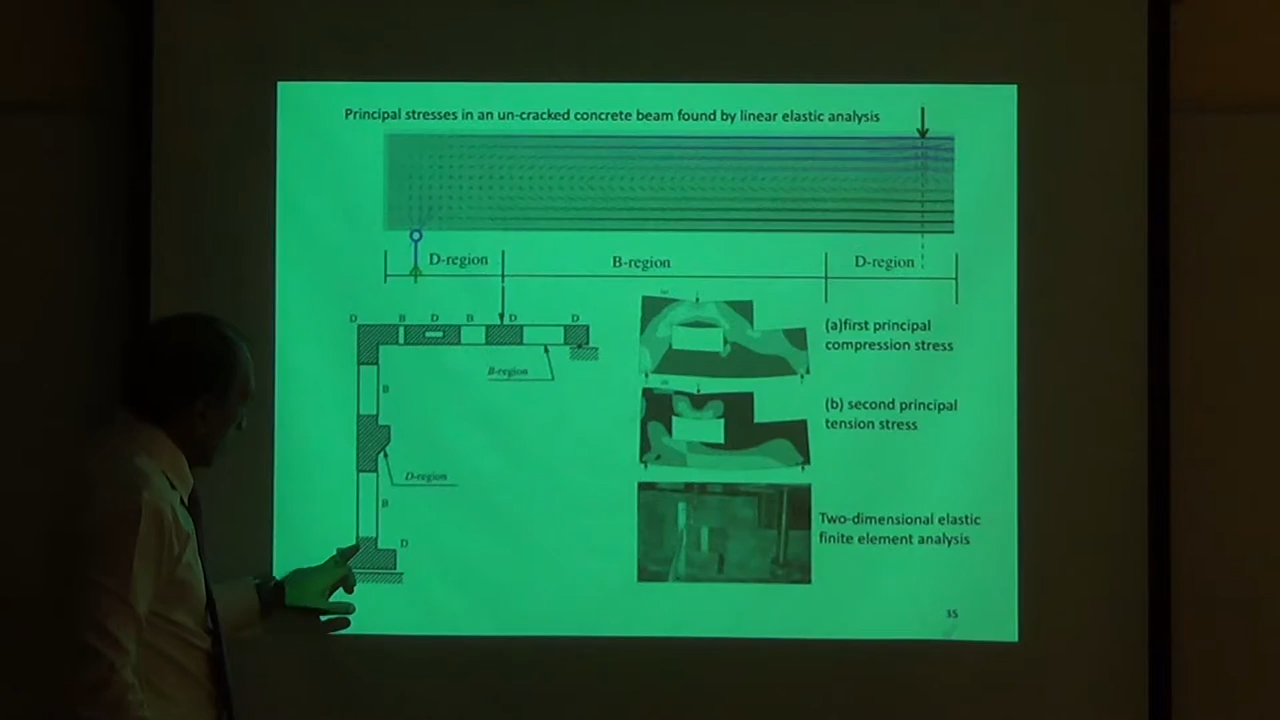 Principal stresses in an un-cracked concrete beam found by linear elastic analysis
D-region
B-region
D-region
D
B
D
B
D
D
B-region
B
D-region
B
D
(a)first principal
compression stress
(b) second principal
tension stress
Two-dimensional elastic
finite element analysis
35